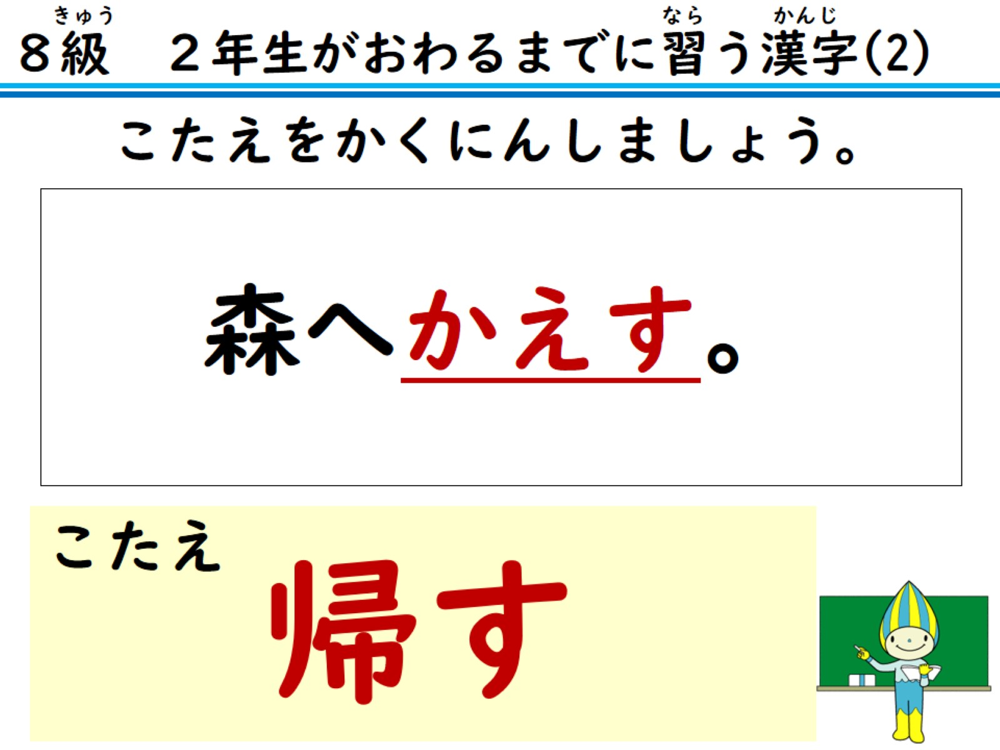 きゅう なら かんじ
８級　２年生がおわるまでに習う漢字(2)
こたえをかくにんしましょう。
森へかえす。
こたえ
帰す